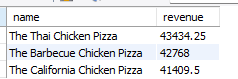 name revenue
The Thai Chicken Pizza 43434.25
The Barbecue Chicken Pizza 42768
The California Chicken Pizza 41409.5